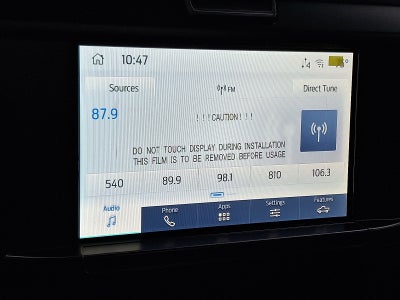 10:47
Sources
FM
Direct Tune
87.9
!!!CAUTION!!!
DO NOT TOUCH DISPLAY DURING INSTALLATION
THIS FILM IS TO BE REMOVED BEFORE USAGE
540 89.9 98.1 810 106.3
Audio Phone Apps Settings Features